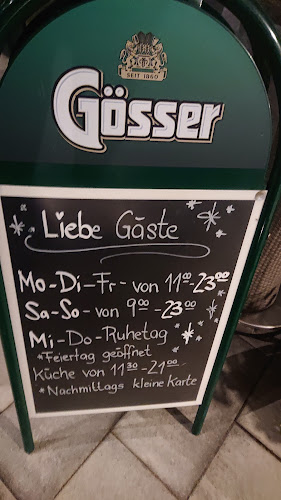 SEIT 1860
Gösser
Liebe Gäste
Mo-Di-Fr- von 11⁰⁰-23⁰⁰
Sa-So- von 9⁰⁰-23⁰⁰
Mi-Do-Ruhetag
*Feiertag geöffnet
Küche von 11³⁰-21⁰⁰
*Nachmittags kleine Karte